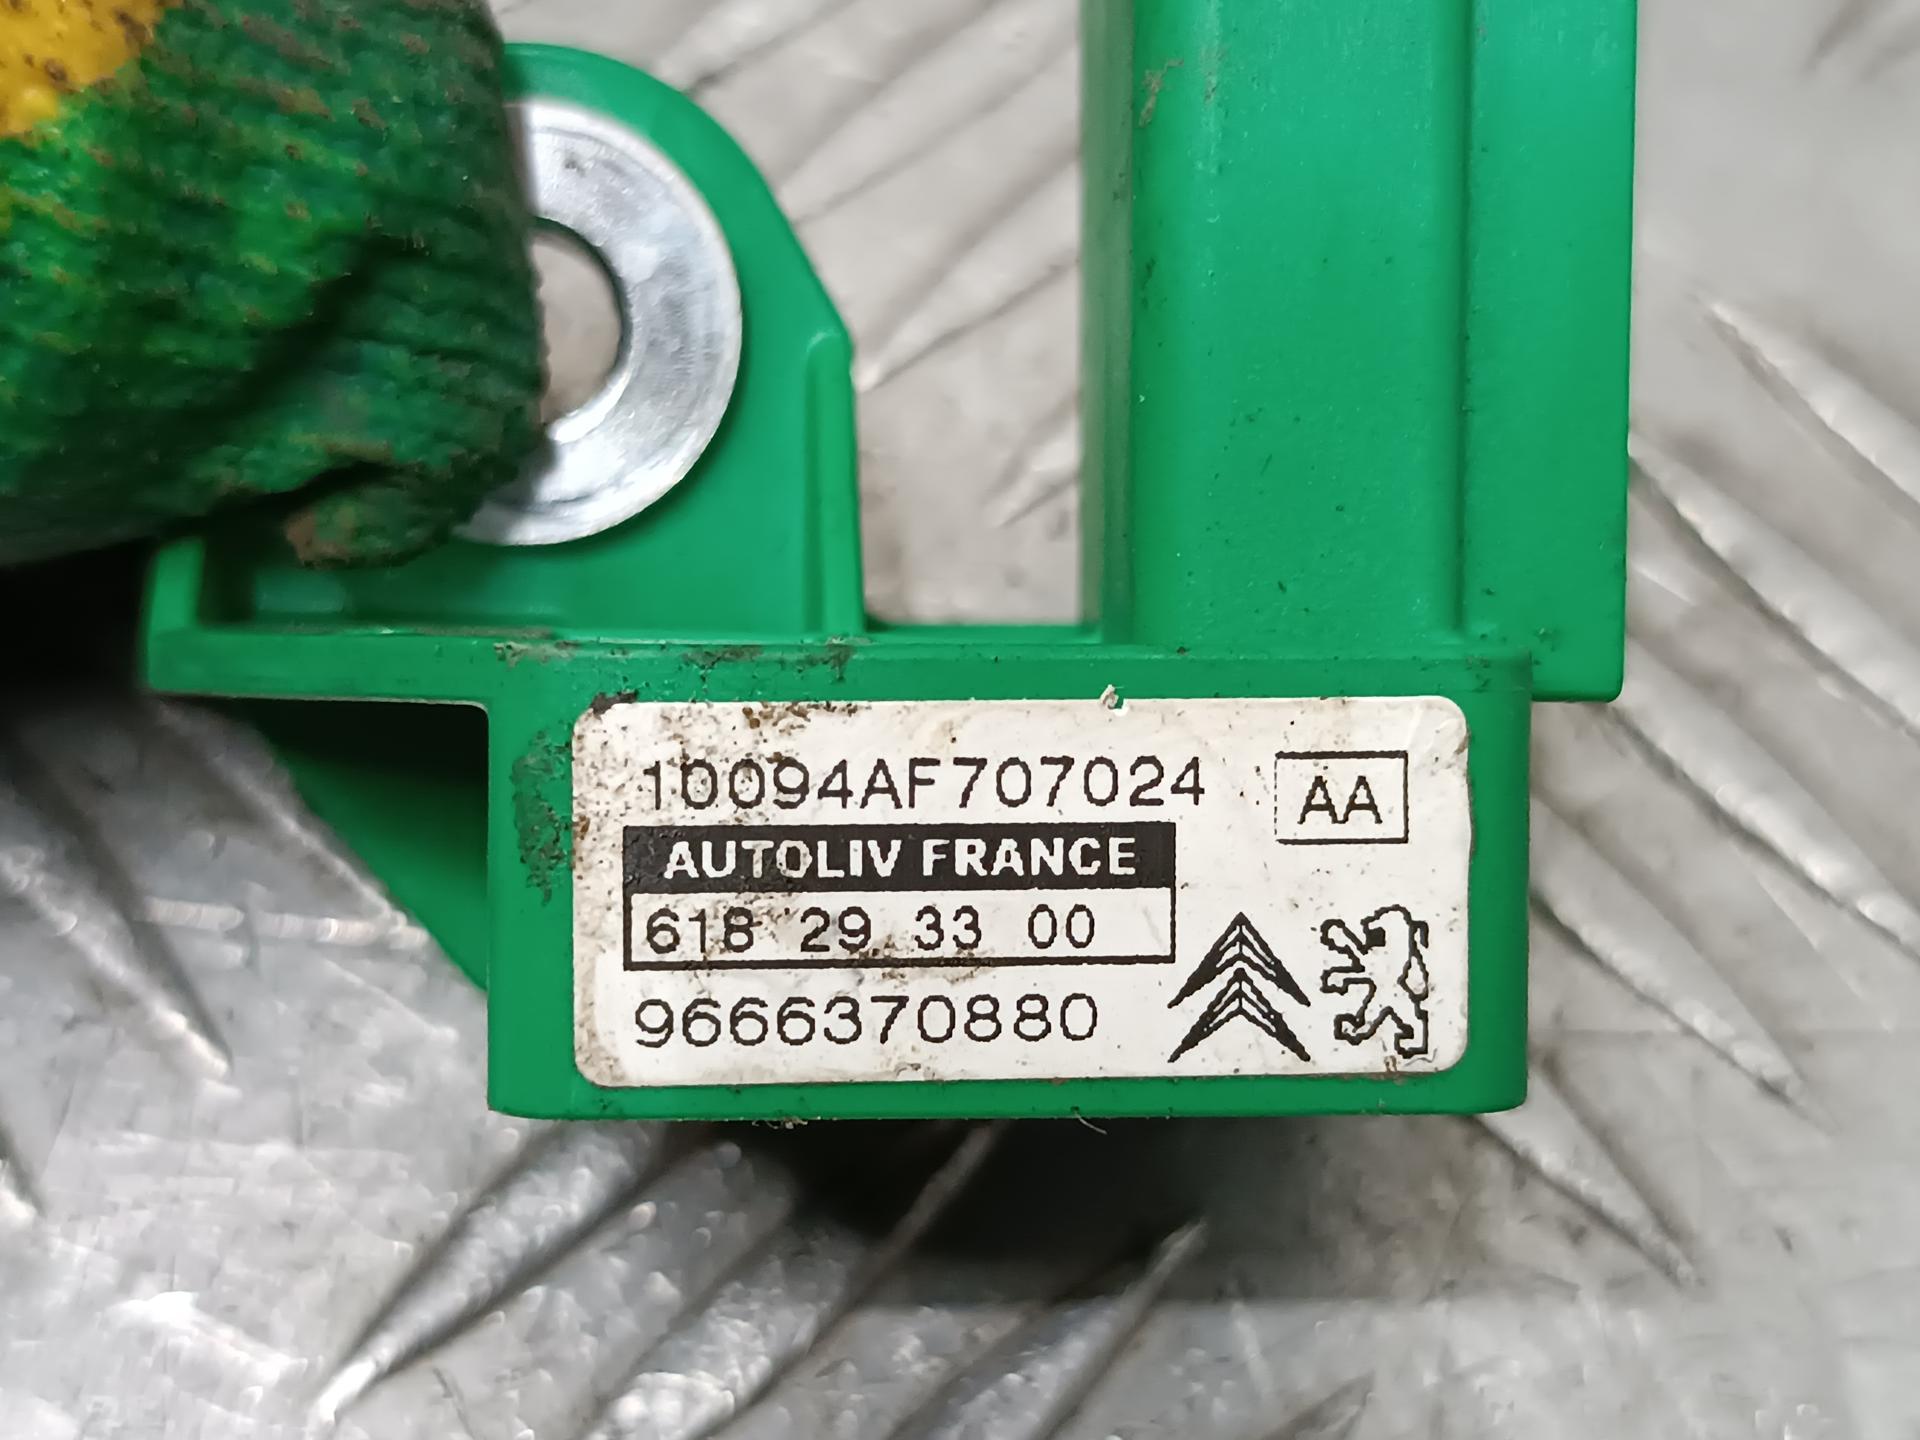 10094AF707024
AA
AUTOLIV FRANCE
618 29 33 00
9666370880